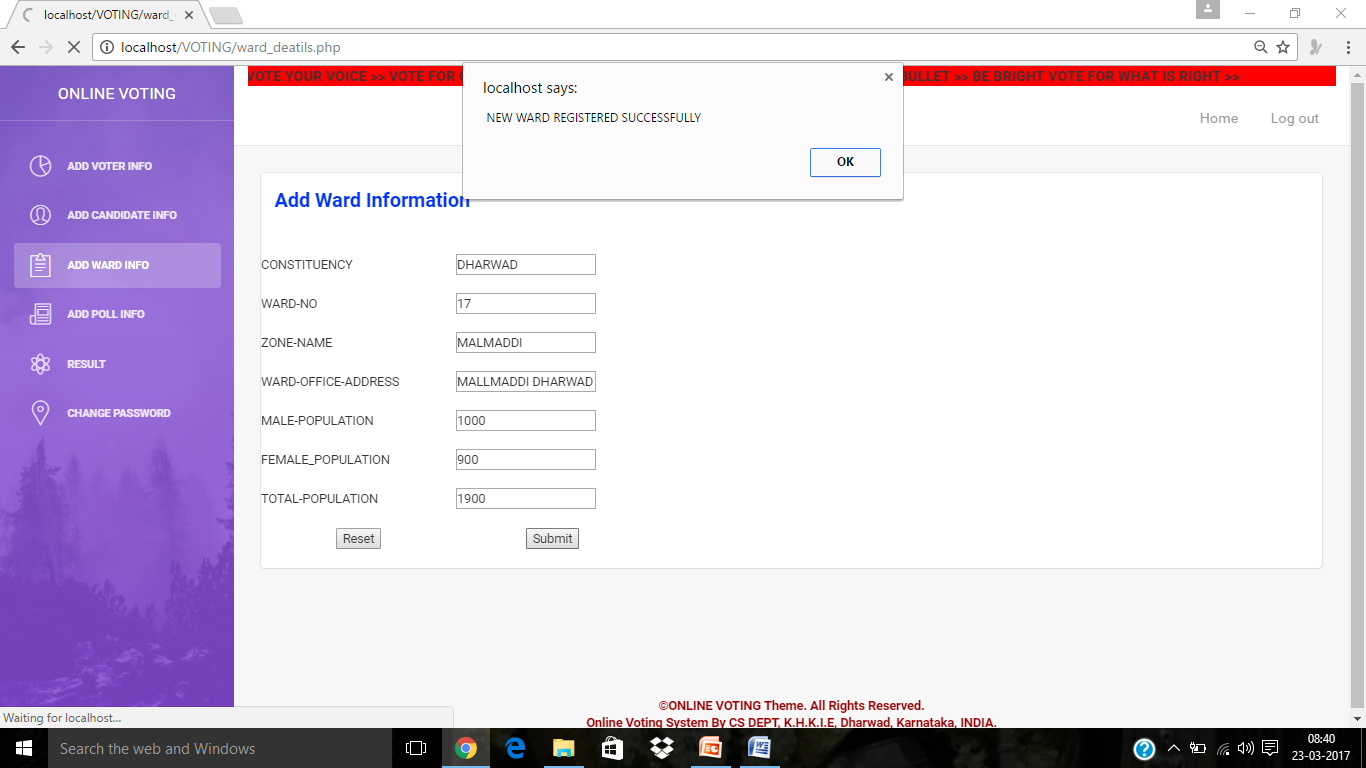 localhost/VOTING/ward_
localhost/VOTING/ward_deatils.php
ONLINE VOTING
VOTE YOUR VOICE >> VOTE FOR
BULLET >> BE BRIGHT VOTE FOR WHAT IS RIGHT >>
localhost says:
NEW WARD REGISTERED SUCCESSFULLY
OK
Home
Log out
ADD VOTER INFO
ADD CANDIDATE INFO
ADD WARD INFO
ADD POLL INFO
RESULT
CHANGE PASSWORD
Add Ward Information
CONSTITUENCY DHARWAD
WARD-NO 17
ZONE-NAME MALMADDI
WARD-OFFICE-ADDRESS MALLMADDI DHARWAD
MALE-POPULATION 1000
FEMALE_POPULATION 900
TOTAL-POPULATION 1900
Reset Submit
©ONLINE VOTING Theme. All Rights Reserved.
Online Voting System By CS DEPT, K.H.K.I.E, Dharwad, Karnataka, INDIA.
Waiting for localhost...
Search the web and Windows
08:40
23-03-2017